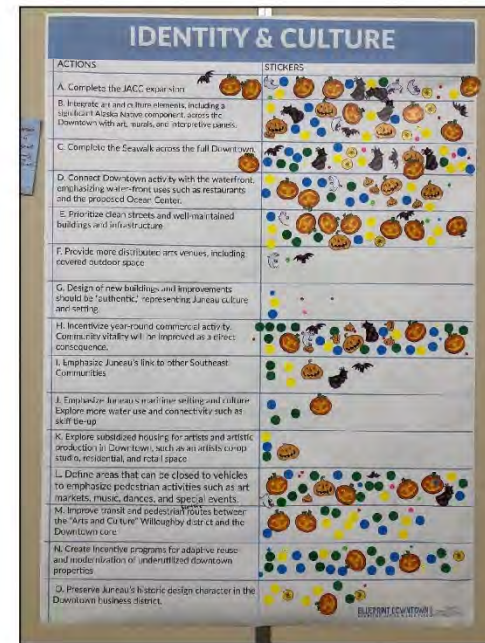 IDENTITY & CULTURE
ACTIONS
STICKERS
A. Complete the JACC expansion
B. Integrate art and culture elements, including a
significant Alaska Native component, across the
Downtown with art, murals, and interpretive panels.
C. Complete the Seawalk across the full Downtown.
D. Connect Downtown activity with the waterfront,
emphasizing water-front uses such as restaurants
and the proposed Ocean Center.
E. Prioritize clean streets and well-maintained
buildings and infrastructure
F. Provide more distributed arts venues, including
covered outdoor space
G. Design of new buildings and improvements
should be "authentic," representing Juneau culture
and setting.
H. Incentivize year-round commercial activity.
Community vitality will be improved as a direct
consequence.
I. Emphasize Juneau's link to other Southeast
Communities
J. Emphasize Juneau's maritime setting and culture
Explore more water use and connectivity such as
skiff tie-up
K. Explore subsidized housing for artists and artistic
production in Downtown, such as an artists co-op
studio, residential, and retail space
L. Define areas that can be closed to vehicles
to emphasize pedestrian activities such as art
markets, music, dances, and special events.
M. Improve transit and pedestrian routes between
the "Arts and Culture" Willoughby district and the
Downtown core
N. Create incentive programs for adaptive reuse
and modernization of underutilized downtown
properties
O. Preserve Juneau's historic design character in the
Downtown business district.
BLUEPRINT DOWNTOWN